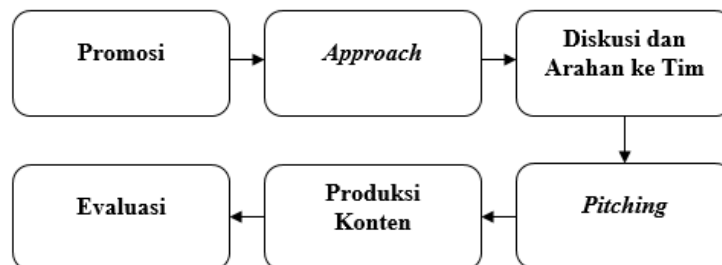 Promosi
Approach
Diskusi dan
Arahan ke Tim
Evaluasi
Produksi
Konten
Pitching